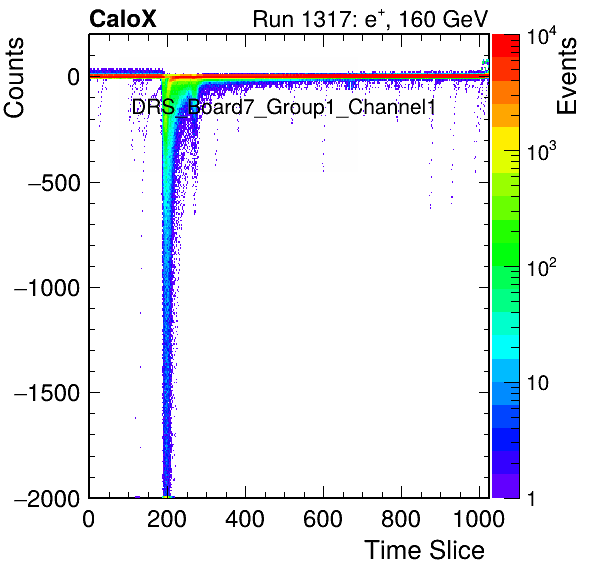 CaloX Run 1317: e⁺, 160 GeV
Counts
Events
DRS_Board7_Group1_Channel1
0
−500
−1000
−1500
−2000
0 200 400 600 800 1000
Time Slice
10⁴
10³
10²
10
1